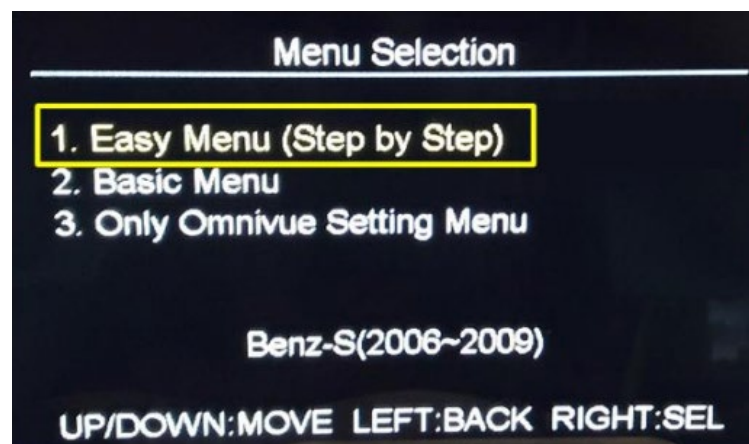 Menu Selection
1. Easy Menu (Step by Step)
2. Basic Menu
3. Only Omnivue Setting Menu
Benz-S(2006~2009)
UP/DOWN:MOVE LEFT:BACK RIGHT:SEL